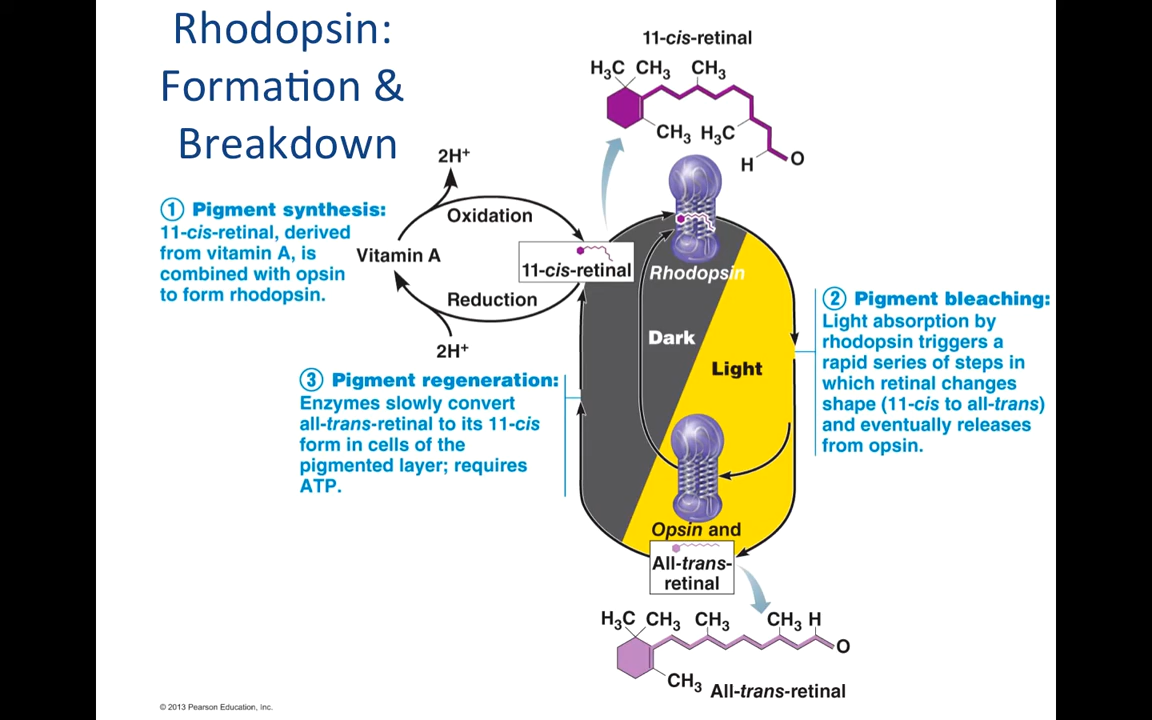 Rhodopsin:
Formation &
Breakdown
11-cis-retinal
H₃C CH₃ CH₃
CH₃ H₃C
H O
2H⁺
Oxidation
Vitamin A
11-cis-retinal
Reduction
2H⁺
① Pigment synthesis:
11-cis-retinal, derived
from vitamin A, is
combined with opsin
to form rhodopsin.
Rhodopsin
Dark
Light
② Pigment bleaching:
Light absorption by
rhodopsin triggers a
rapid series of steps in
which retinal changes
shape (11-cis to all-trans)
and eventually releases
from opsin.
③ Pigment regeneration:
Enzymes slowly convert
all-trans-retinal to its 11-cis
form in cells of the
pigmented layer; requires
ATP.
Opsin and
All-trans-
retinal
H₃C CH₃ CH₃ CH₃ H
O
CH₃
All-trans-retinal
© 2013 Pearson Education, Inc.